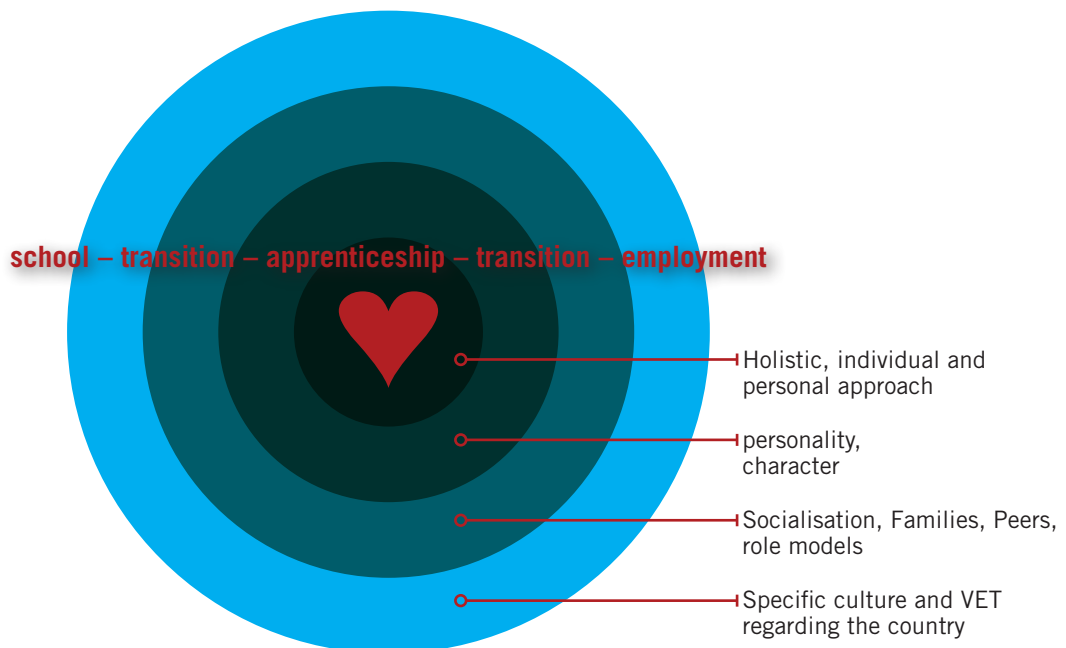 school – transition – apprenticeship – transition – employment
Holistic, individual and
personal approach
personality,
character
Socialisation, Families, Peers,
role models
Specific culture and VET
regarding the country